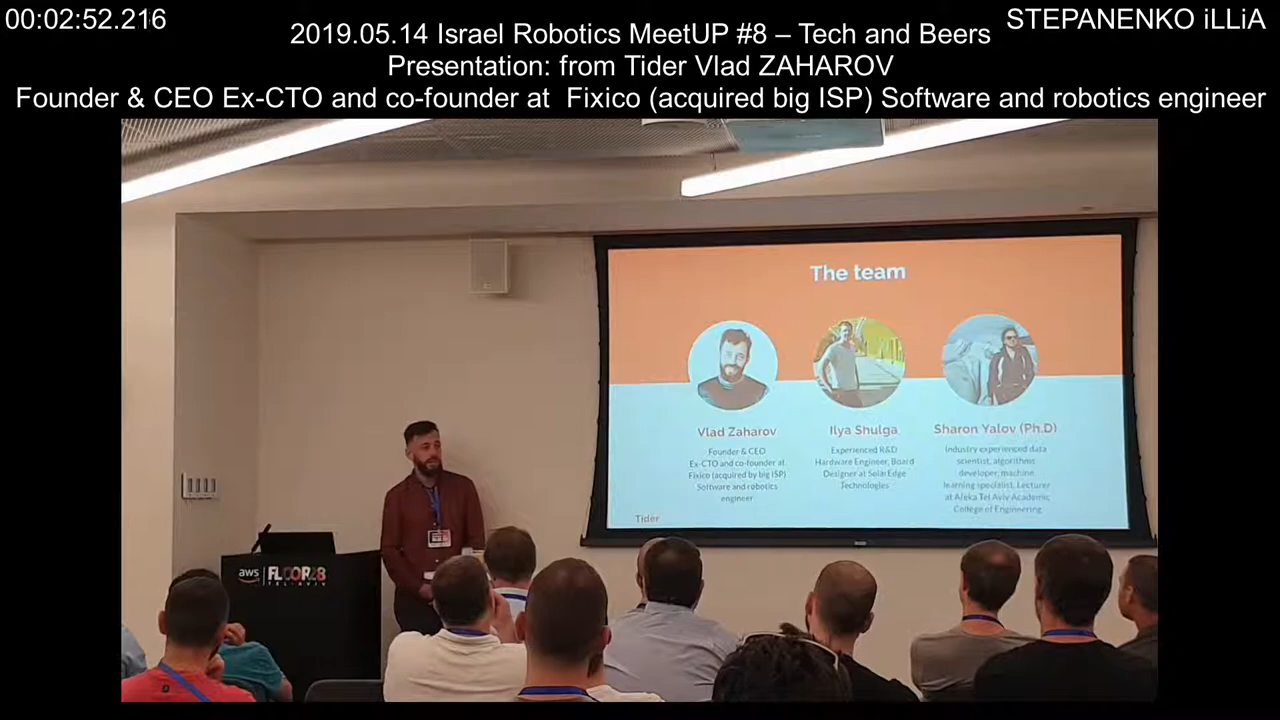 00:02:52.216
STEPANENKO iLLiA
2019.05.14 Israel Robotics MeetUP #8 – Tech and Beers
Presentation: from Tider Vlad ZAHAROV
Founder & CEO Ex-CTO and co-founder at Fixico (acquired big ISP) Software and robotics engineer
The team
Vlad Zaharov
Founder & CEO
Ex-CTO and co-founder at
Fixico (acquired by big ISP)
Software and robotics
engineer
Ilya Shulga
Experienced R&D
Hardware Engineer, Board
Designer at SolarEdge
Technologies
Sharon Yalov (Ph.D)
Industry experienced data
scientist, algorithms
developer, machine
learning specialist, Lecturer
at Afeka Tel Aviv Academic
College of Engineering
Tider
aws FLOOR28
TEL-AVIV